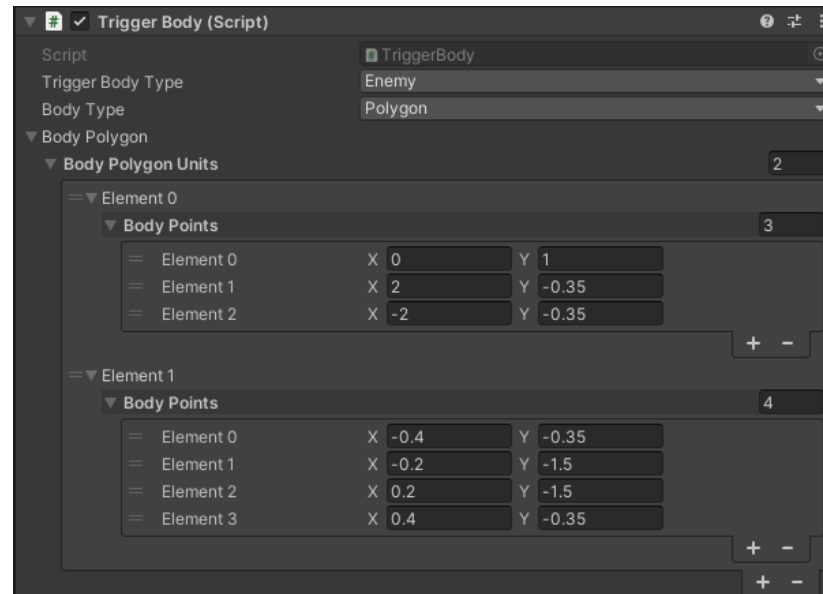 Trigger Body (Script)
Script TriggerBody
Trigger Body Type Enemy
Body Type Polygon
Body Polygon
Body Polygon Units 2
Element 0
Body Points 3
Element 0 X 0 Y 1
Element 1 X 2 Y -0.35
Element 2 X -2 Y -0.35
+ -
Element 1
Body Points 4
Element 0 X -0.4 Y -0.35
Element 1 X -0.2 Y -1.5
Element 2 X 0.2 Y -1.5
Element 3 X 0.4 Y -0.35
+ -
+ -